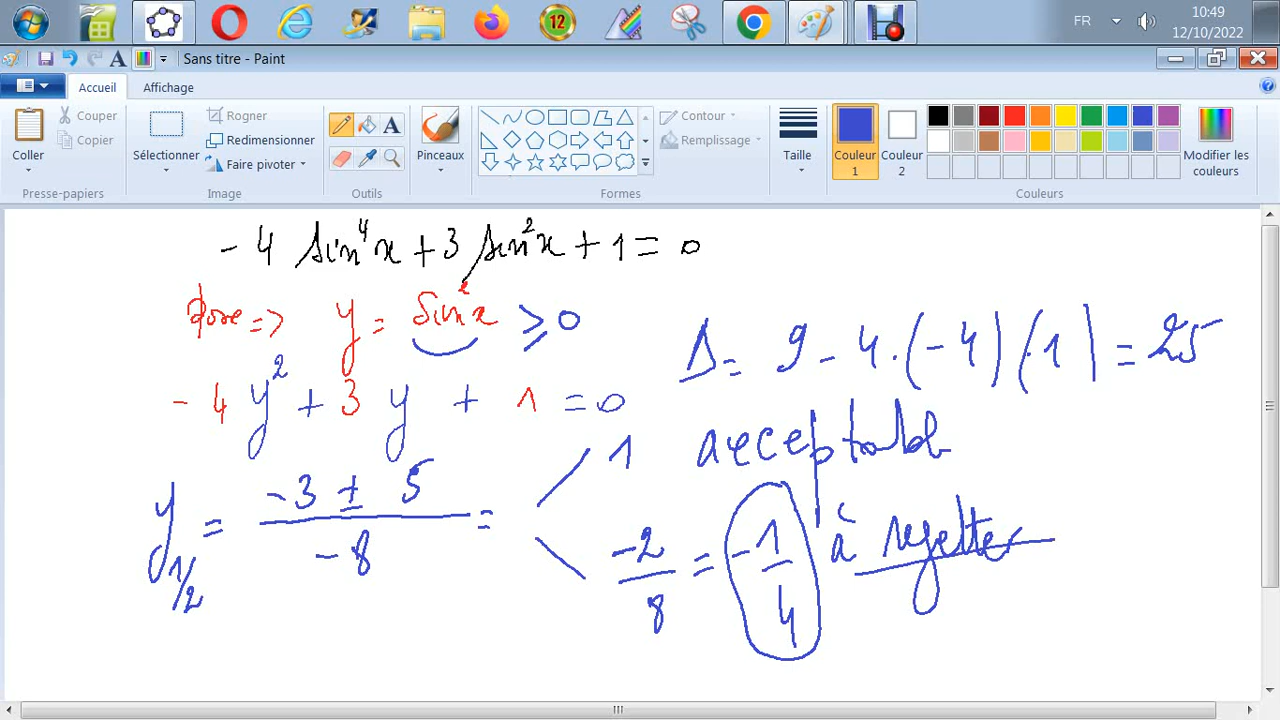 12
FR
10:49
12/10/2022
Sans titre - Paint
Accueil
Affichage
Coller
Couper
Copier
Presse-papiers
Sélectionner
Rogner
Redimensionner
Faire pivoter
Image
A
Outils
Pinceaux
Contour
Remplissage
Formes
Taille
Couleur 1
Couleur 2
Modifier les couleurs
Couleurs
- 4 sin⁴x + 3 sin²x + 1 = 0
pose => y = sin²x ⩾ 0
Δ = 9 - 4 . (-4) (1) = 25
- 4 y² + 3 y + 1 = 0
1 acceptable
y1/2 = (-3 ± 5)/(-8) =
-2/8 = -1/4 à rejetter